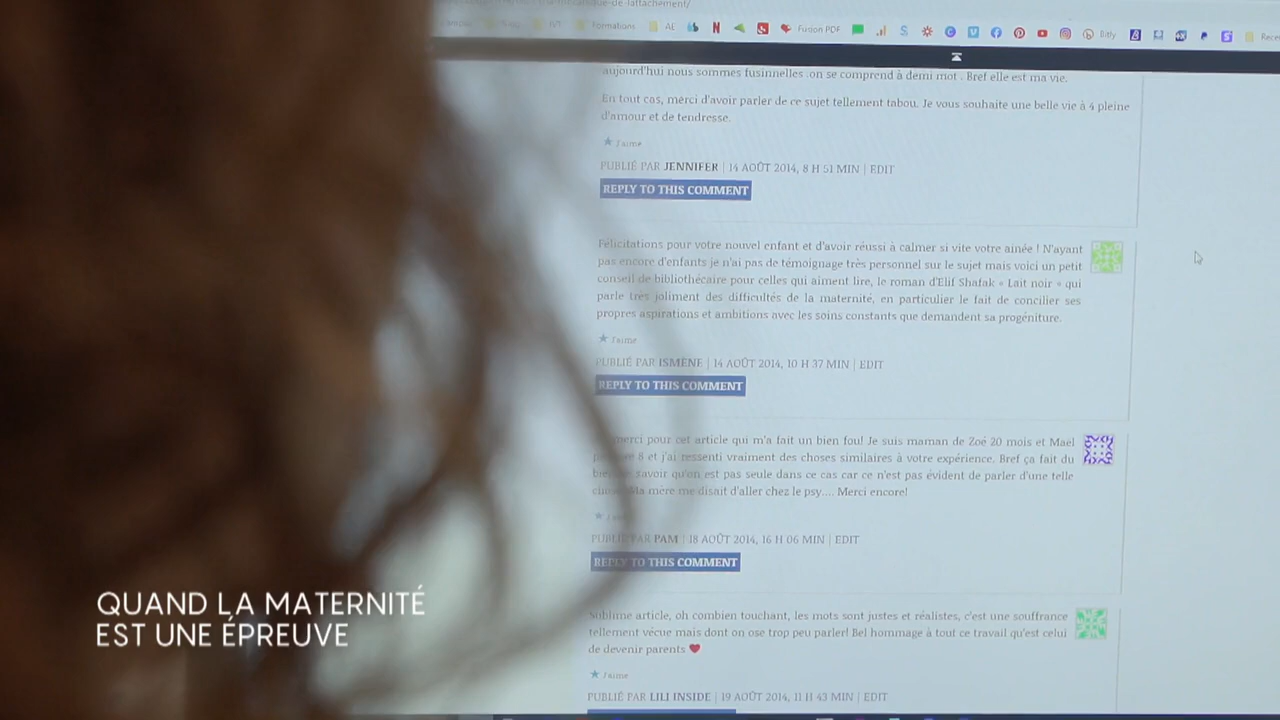 Formations
AE
Fusion PDF
Bitly
aujourd'hui nous sommes fusinnelles .on se comprend à demi mot . Bref elle est ma vie.
En tout cas, merci d'avoir parler de ce sujet tellement tabou. Je vous souhaite une belle vie à 4 pleine
d'amour et de tendresse.
J'aime
PUBLIÉ PAR JENNIFER | 14 AOÛT 2014, 8 H 51 MIN | EDIT
REPLY TO THIS COMMENT
Félicitations pour votre nouvel enfant et d'avoir réussi à calmer si vite votre ainée ! N'ayant
pas encore d'enfants je n'ai pas de témoignage très personnel sur le sujet mais voici un petit
conseil de bibliothécaire pour celles qui aiment lire, le roman d'Elif Shafak « Lait noir » qui
parle très joliment des difficultés de la maternité, en particulier le fait de concilier ses
propres aspirations et ambitions avec les soins constants que demandent sa progéniture.
J'aime
PUBLIÉ PAR ISMÈNE | 14 AOÛT 2014, 10 H 37 MIN | EDIT
REPLY TO THIS COMMENT
merci pour cet article qui m'a fait un bien fou! Je suis maman de Zoé 20 mois et Maël
8 et j'ai ressenti vraiment des choses similaires à votre expérience. Bref ça fait du
savoir qu'on est pas seule dans ce cas car ce n'est pas évident de parler d'une telle
Ma mère me disait d'aller chez le psy.... Merci encore!
PUBLIÉ PAR PAM | 18 AOÛT 2014, 16 H 06 MIN | EDIT
REPLY TO THIS COMMENT
Sublime article, oh combien touchant, les mots sont justes et réalistes, c'est une souffrance
tellement vécue mais dont on ose trop peu parler! Bel hommage à tout ce travail qu'est celui
de devenir parents ❤
J'aime
PUBLIÉ PAR LILI INSIDE | 19 AOÛT 2014, 11 H 43 MIN | EDIT
QUAND LA MATERNITÉ
EST UNE ÉPREUVE